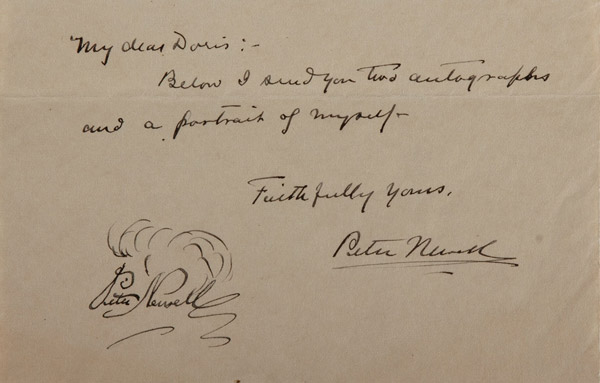 My dear Doris:-
Below I send you two autographs
and a portrait of myself-
Faithfully yours,
Peter Newell
Peter Newell